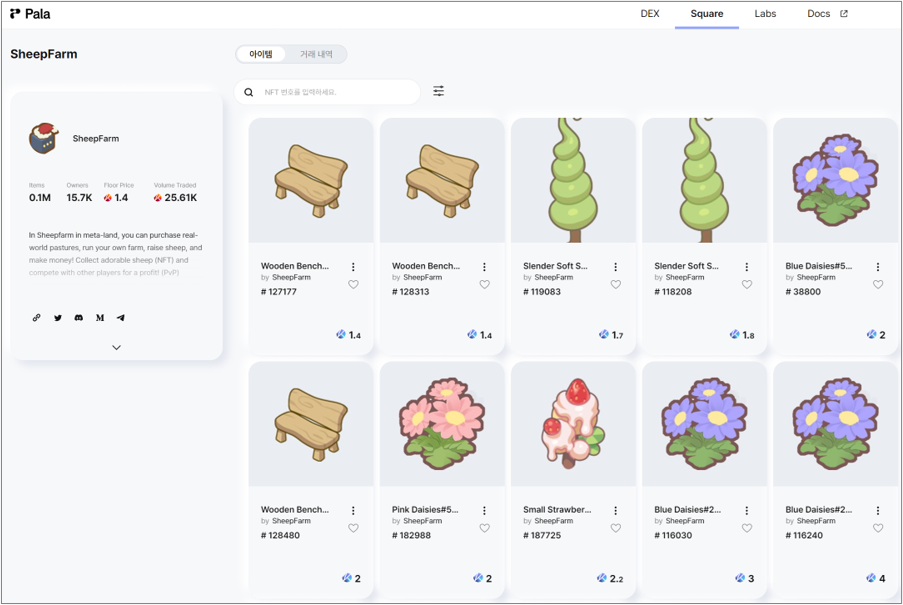 Pala
DEX
Square
Labs
Docs
SheepFarm
아이템
거래 내역
NFT 번호을 입력하세요.
SheepFarm
Items
Owners
Floor Price
Volume Traded
0.1M
15.7K
1.4
25.61K
In Sheepfarm in meta-land, you can purchase real-
world pastures, run your own farm, raise sheep, and
make money! Collect adorable sheep (NFT) and
compete with other players for a profit! (PvP)
Wooden Bench...
by SheepFarm
# 127177
1.4
Wooden Bench...
by SheepFarm
# 128313
1.4
Slender Soft S...
by SheepFarm
# 119083
1.7
Slender Soft S...
by SheepFarm
# 118208
1.8
Blue Daisies#5...
by SheepFarm
# 38800
2
Wooden Bench...
by SheepFarm
# 128480
2
Pink Daisies#5...
by SheepFarm
# 182988
2
Small Strawber...
by SheepFarm
# 187725
2.2
Blue Daisies#2...
by SheepFarm
# 116030
3
Blue Daisies#2...
by SheepFarm
# 116240
4